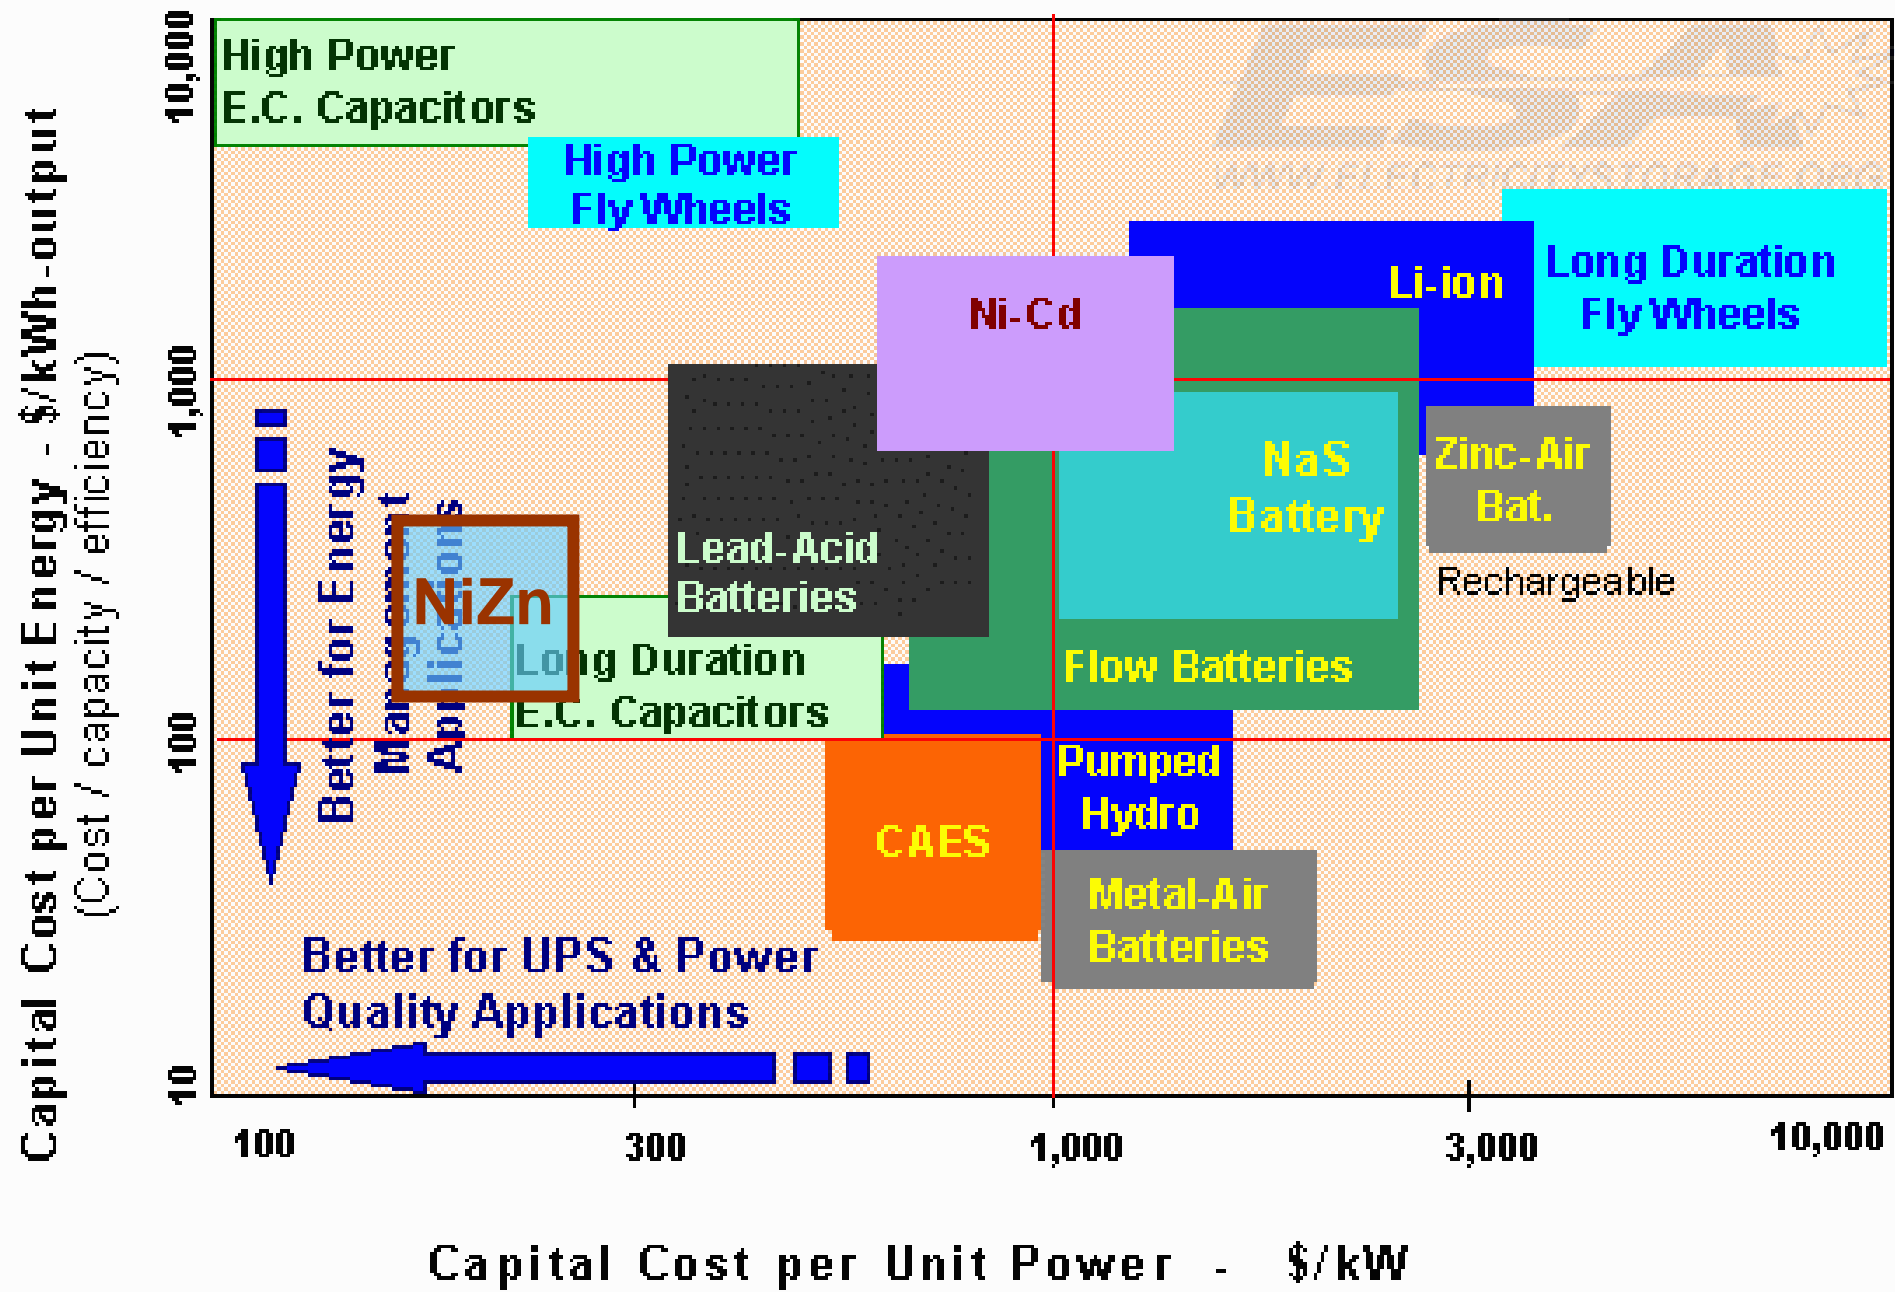 10,000
1,000
100
10
Capital Cost per Unit Energy - $/kWh-output
(Cost / capacity / efficiency)
ESA
High Power
E.C. Capacitors
High Power
Fly Wheels
Long Duration
Fly Wheels
Li-ion
Ni-Cd
NaS
Battery
Zinc-Air
Bat.
Rechargeable
Lead-Acid
Batteries
Flow Batteries
NiZn
Long Duration
E.C. Capacitors
Better for Energy
Management
Applications
Pumped
Hydro
CAES
Metal-Air
Batteries
Better for UPS & Power
Quality Applications
100
300
1,000
3,000
10,000
Capital Cost per Unit Power - $/kW